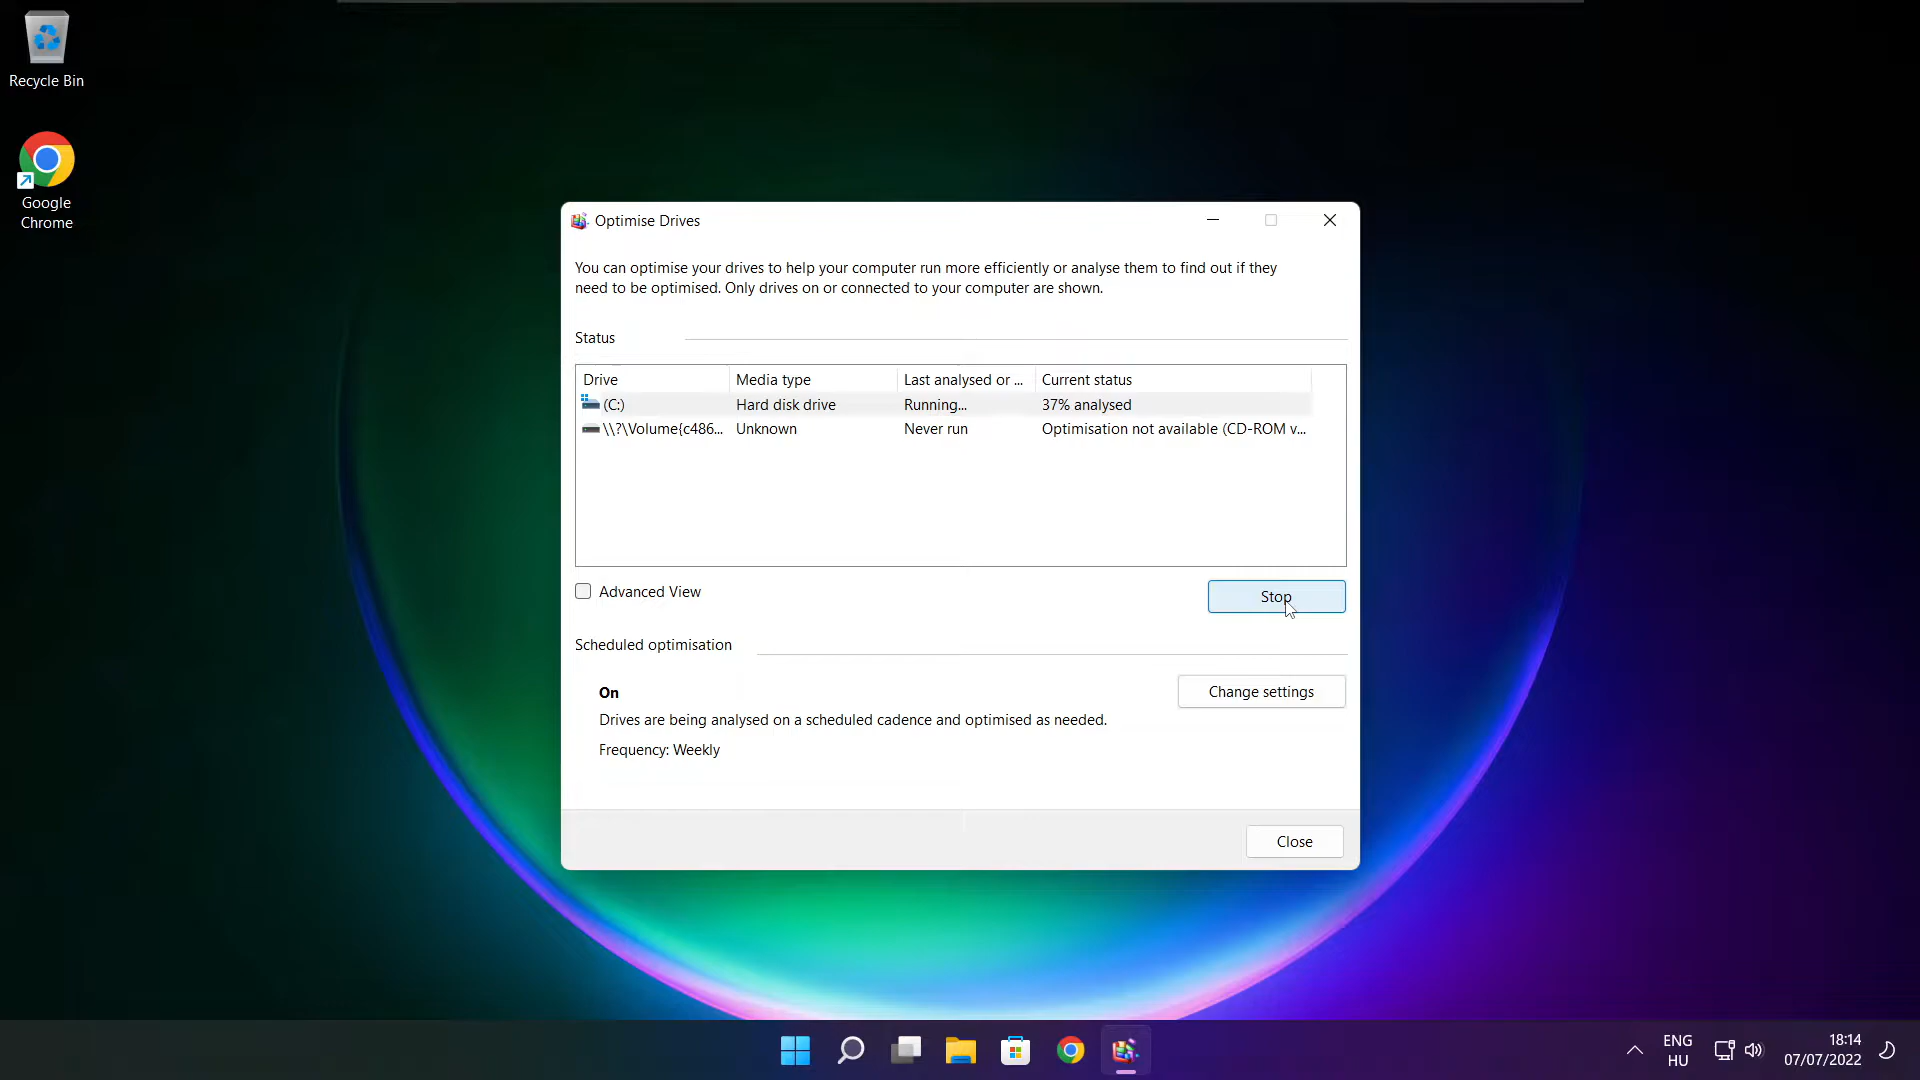 Recycle Bin
Google
Chrome
Optimise Drives
You can optimise your drives to help your computer run more efficiently or analyse them to find out if they
need to be optimised. Only drives on or connected to your computer are shown.
Status
Drive Media type Last analysed or ... Current status
(C:) Hard disk drive Running... 37% analysed
\\?\Volume{c486... Unknown Never run Optimisation not available (CD-ROM v...
Advanced View
Stop
Scheduled optimisation
On
Change settings
Drives are being analysed on a scheduled cadence and optimised as needed.
Frequency: Weekly
Close
ENG
HU
18:14
07/07/2022